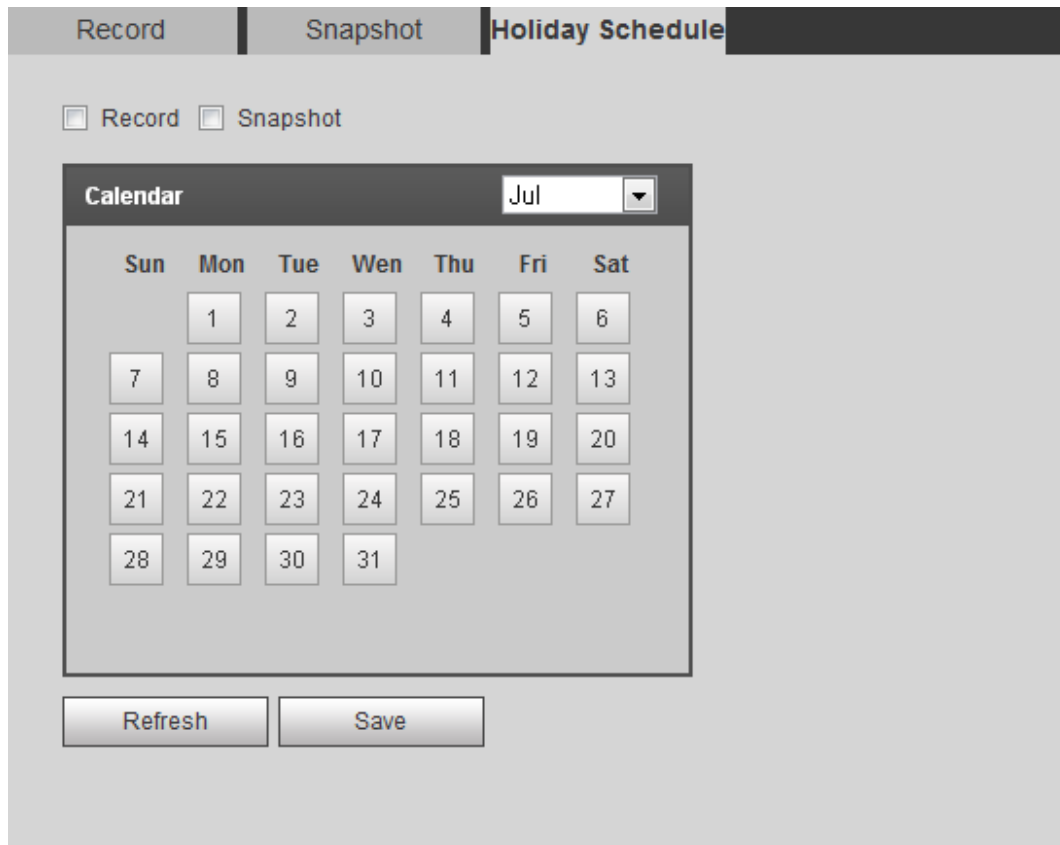 Record Snapshot Holiday Schedule
Record Snapshot
Calendar Jul
Sun Mon Tue Wen Thu Fri Sat
1 2 3 4 5 6
7 8 9 10 11 12 13
14 15 16 17 18 19 20
21 22 23 24 25 26 27
28 29 30 31
Refresh Save